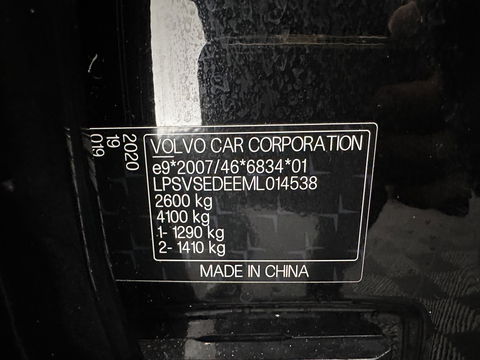 2020
19
019
VOLVO CAR CORPORATION
e9*2007/46*6834*01
LPSVSEDEEML014538
2600 kg
4100 kg
1- 1290 kg
2- 1410 kg
MADE IN CHINA